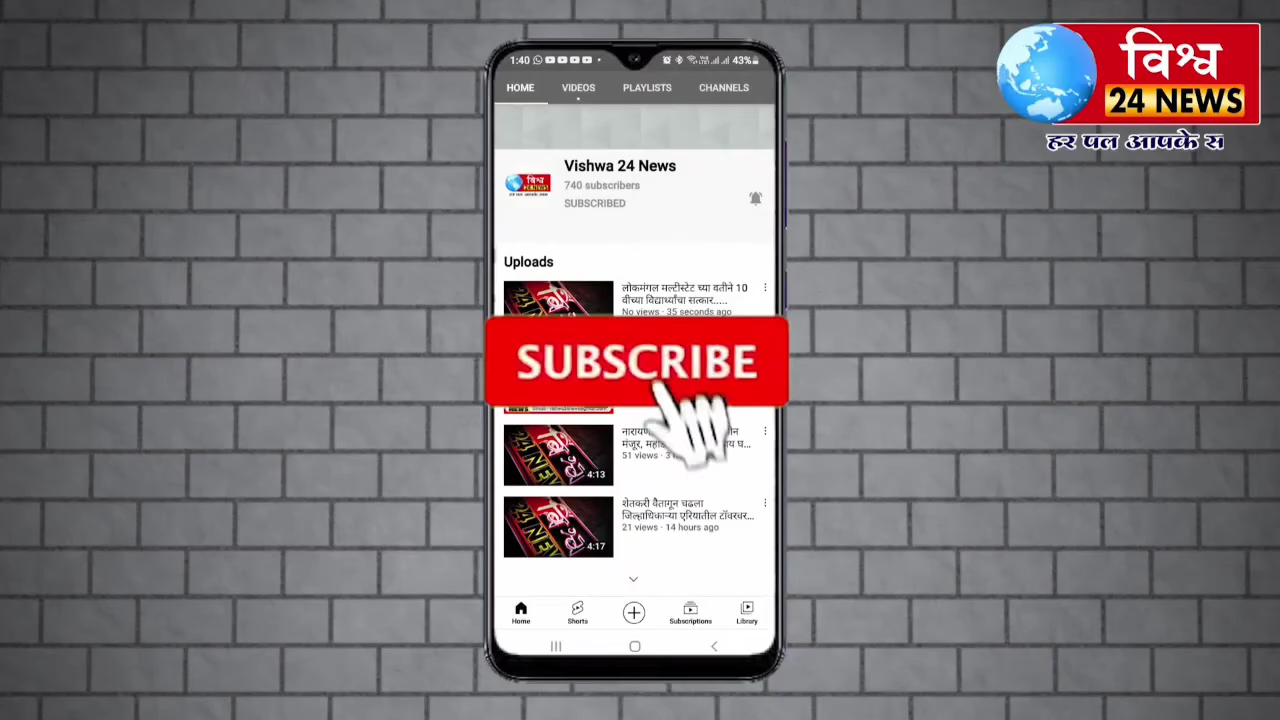 विश्व
24 NEWS
हर पल आपके स
1:40
43%
HOME
VIDEOS
PLAYLISTS
CHANNELS
Vishwa 24 News
740 subscribers
SUBSCRIBED
Uploads
लोकमंगल मल्टीस्टेट च्या वतीने 10
वीच्या विद्यार्थ्यांचा सत्कार.....
No views · 35 seconds ago
SUBSCRIBE
मंजूर,
51 views ·
4:13
शेतकरी वैतागून चढला
जिल्हाधिकाऱ्या एरियातील टॉवरवर...
21 views · 14 hours ago
4:17
Home
Shorts
Subscriptions
Library